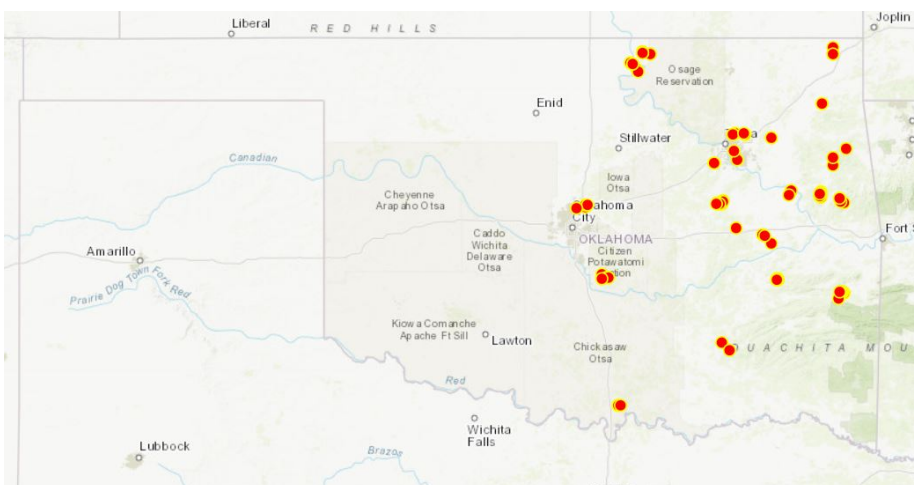 Joplin
Liberal
RED HILLS
Osage
Reservation
Enid
Stillwater
Canadian
Iowa
Otsa
Cheyenne
Arapaho Otsa
City
Caddo
Wichita
Delaware
Otsa
OKLAHOMA
Citizen
Potawatomi
Fort S
Amarillo
Prairie Dog Town Fork Red
Kiowa Comanche
Apache Ft Sill
Lawton
Chickasaw
Otsa
OUACHITA MOU
Red
Wichita
Falls
Lubbock
Brazos